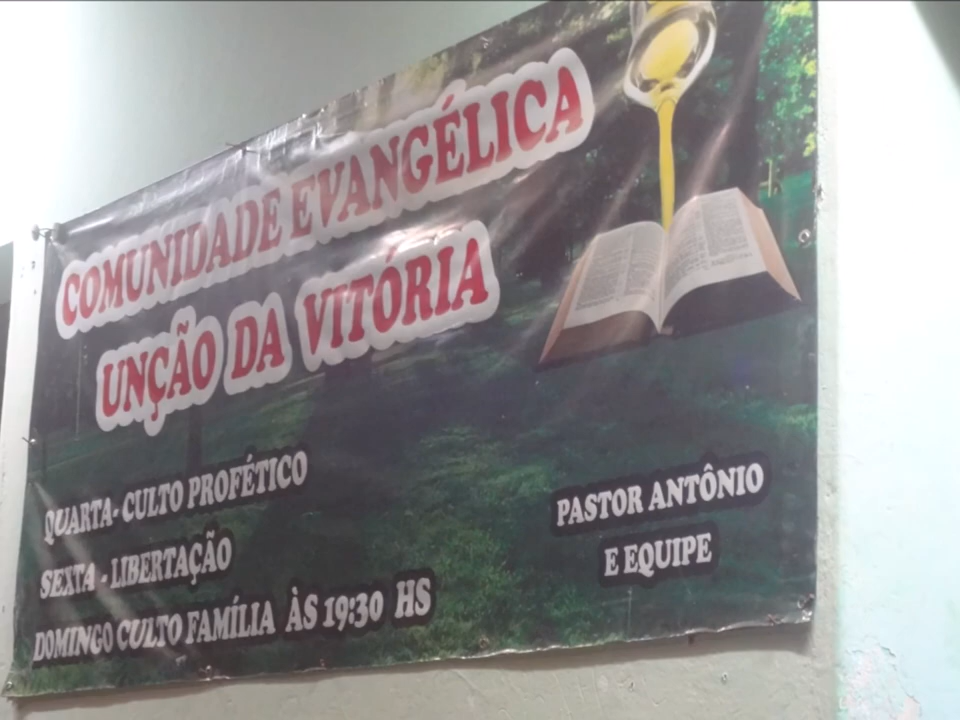 COMUNIDADE EVANGÉLICA
UNÇÃO DA VITÓRIA
QUARTA- CULTO PROFÉTICO
SEXTA - LIBERTAÇÃO
DOMINGO CULTO FAMÍLIA ÀS 19:30 HS
PASTOR ANTÔNIO
E EQUIPE